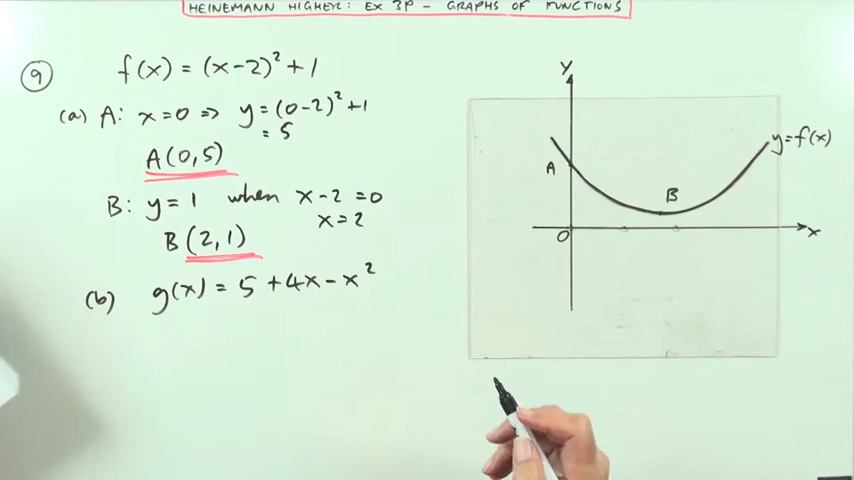 HEINEMANN HIGHER: EX 3P - GRAPHS OF FUNCTIONS
9
f(x) = (x-2)² + 1
(a) A: x=0 => y = (0-2)² + 1
= 5
A(0,5)
B: y = 1 when x-2 = 0
x = 2
B(2,1)
(b) g(x) = 5 + 4x - x²
y
y=f(x)
A
B
O
x